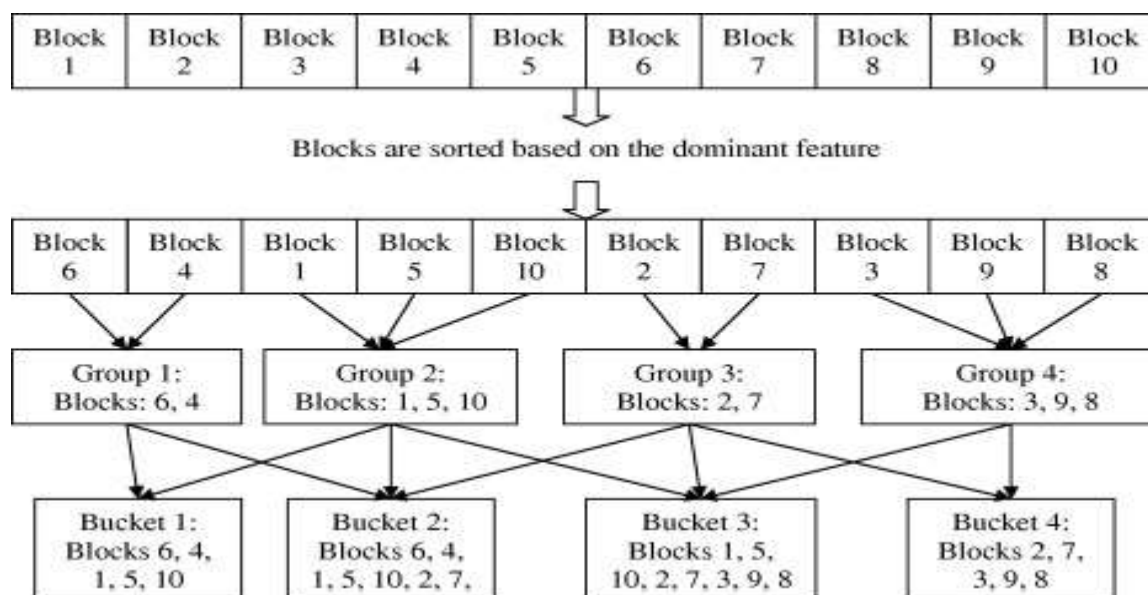 Block Block Block Block Block Block Block Block Block Block
1 2 3 4 5 6 7 8 9 10
Blocks are sorted based on the dominant feature
Block Block Block Block Block Block Block Block Block Block
6 4 1 5 10 2 7 3 9 8
Group 1:
Blocks: 6, 4
Group 2:
Blocks: 1, 5, 10
Group 3:
Blocks: 2, 7
Group 4:
Blocks: 3, 9, 8
Bucket 1:
Blocks 6, 4,
1, 5, 10
Bucket 2:
Blocks 6, 4,
1, 5, 10, 2, 7,
Bucket 3:
Blocks 1, 5,
10, 2, 7, 3, 9, 8
Bucket 4:
Blocks 2, 7,
3, 9, 8